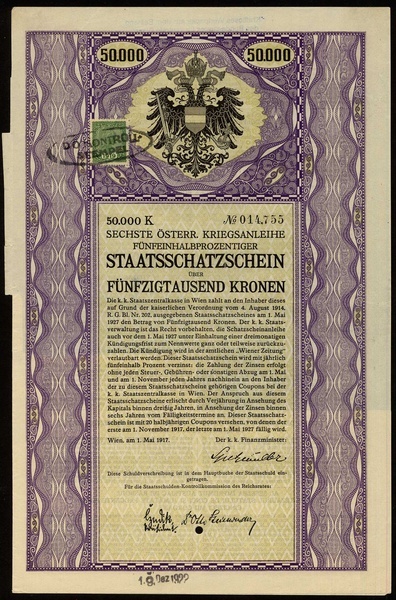 50.000 50.000
50.000 K № 014,755
SECHSTE ÖSTERR. KRIEGSANLEIHE
FÜNFEINHALBPROZENTIGER
STAATSSCHATZSCHEIN
ÜBER
FÜNFZIGTAUSEND KRONEN
Die k. k. Staatszentralkasse in Wien zahlt an den Inhaber dieses
auf Grund der kaiserlichen Verordnung vom 4. August 1914,
R. G. Bl. Nr. 202, ausgegebenen Staatsschatzscheines am 1. Mai
1927 den Betrag von Fünfzigtausend Kronen. Der k. k. Staats-
verwaltung ist das Recht vorbehalten, die Schatzscheinanleihe
auch vor dem 1. Mai 1927 unter Einhaltung einer dreimonatigen
Kündigungsfrist zum Nennwerte ganz oder teilweise zurückzu-
zahlen. Die Kündigung wird in der amtlichen „Wiener Zeitung“
verlautbart werden. Dieser Staatsschatzschein wird mit jährlich
fünfeinhalb Prozent verzinst: die Zahlung der Zinsen erfolgt
ohne jeden Steuer-, Gebühren- oder sonstigen Abzug am 1. Mai
und am 1. November jeden Jahres nachhinein an den Inhaber
der zu diesem Staatsschatzscheine gehörigen Coupons bei der
k. k. Staatszentralkasse in Wien. Der Anspruch aus diesem
Staatsschatzscheine erlischt durch Verjährung in Ansehung des
Kapitals binnen dreißig Jahren, in Ansehung der Zinsen binnen
sechs Jahren vom Fälligkeitstermine an. Dieser Staatsschatz-
schein ist mit 20 halbjährigen Coupons versehen, von denen der
erste am 1. November 1917, der letzte am 1. Mai 1927 fällig wird.
Wien, am 1. Mai 1917. Der k. k. Finanzminister:
Diese Schuldverschreibung ist in dem Hauptbuche der Staatsschuld ein-
getragen.
Für die Staatsschulden-Kontrollkommission des Reichsrates: